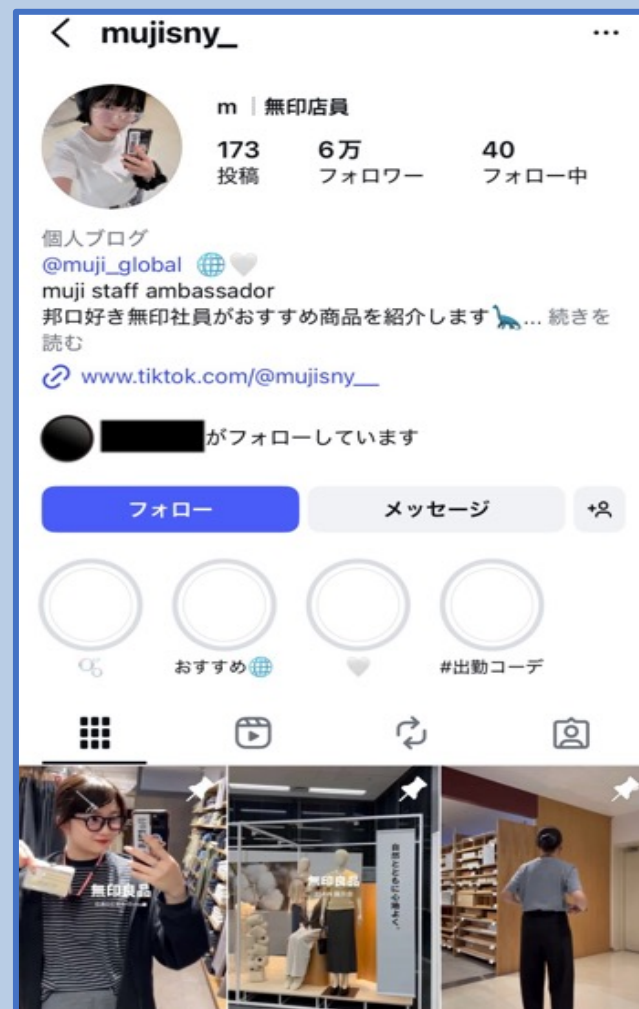 mujisny_
m | 無印店員
173 6万 40
投稿 フォロワー フォロー中
個人ブログ
@muji_global
muji staff ambassador
邦ロ好き無印社員がおすすめ商品を紹介します🦕... 続きを
読む
www.tiktok.com/@mujisny__
がフォローしています
フォロー メッセージ
おすすめ #出勤コーデ
無印良品
無印良品
自然とともに心地よく。